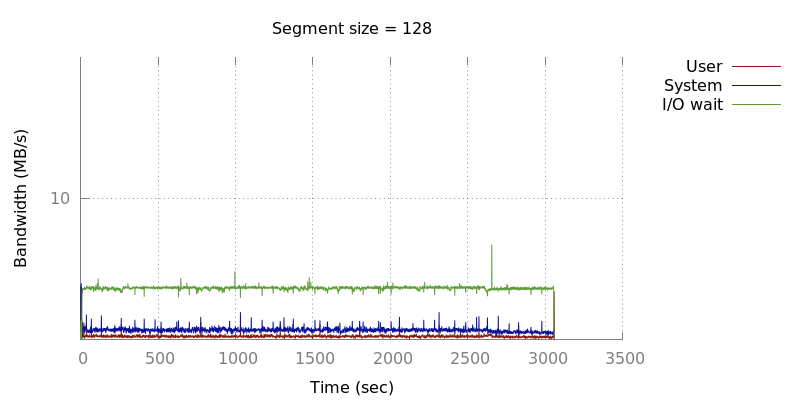 Segment size = 128
User
System
I/O wait
Bandwidth (MB/s)
10
0 500 1000 1500 2000 2500 3000 3500
Time (sec)